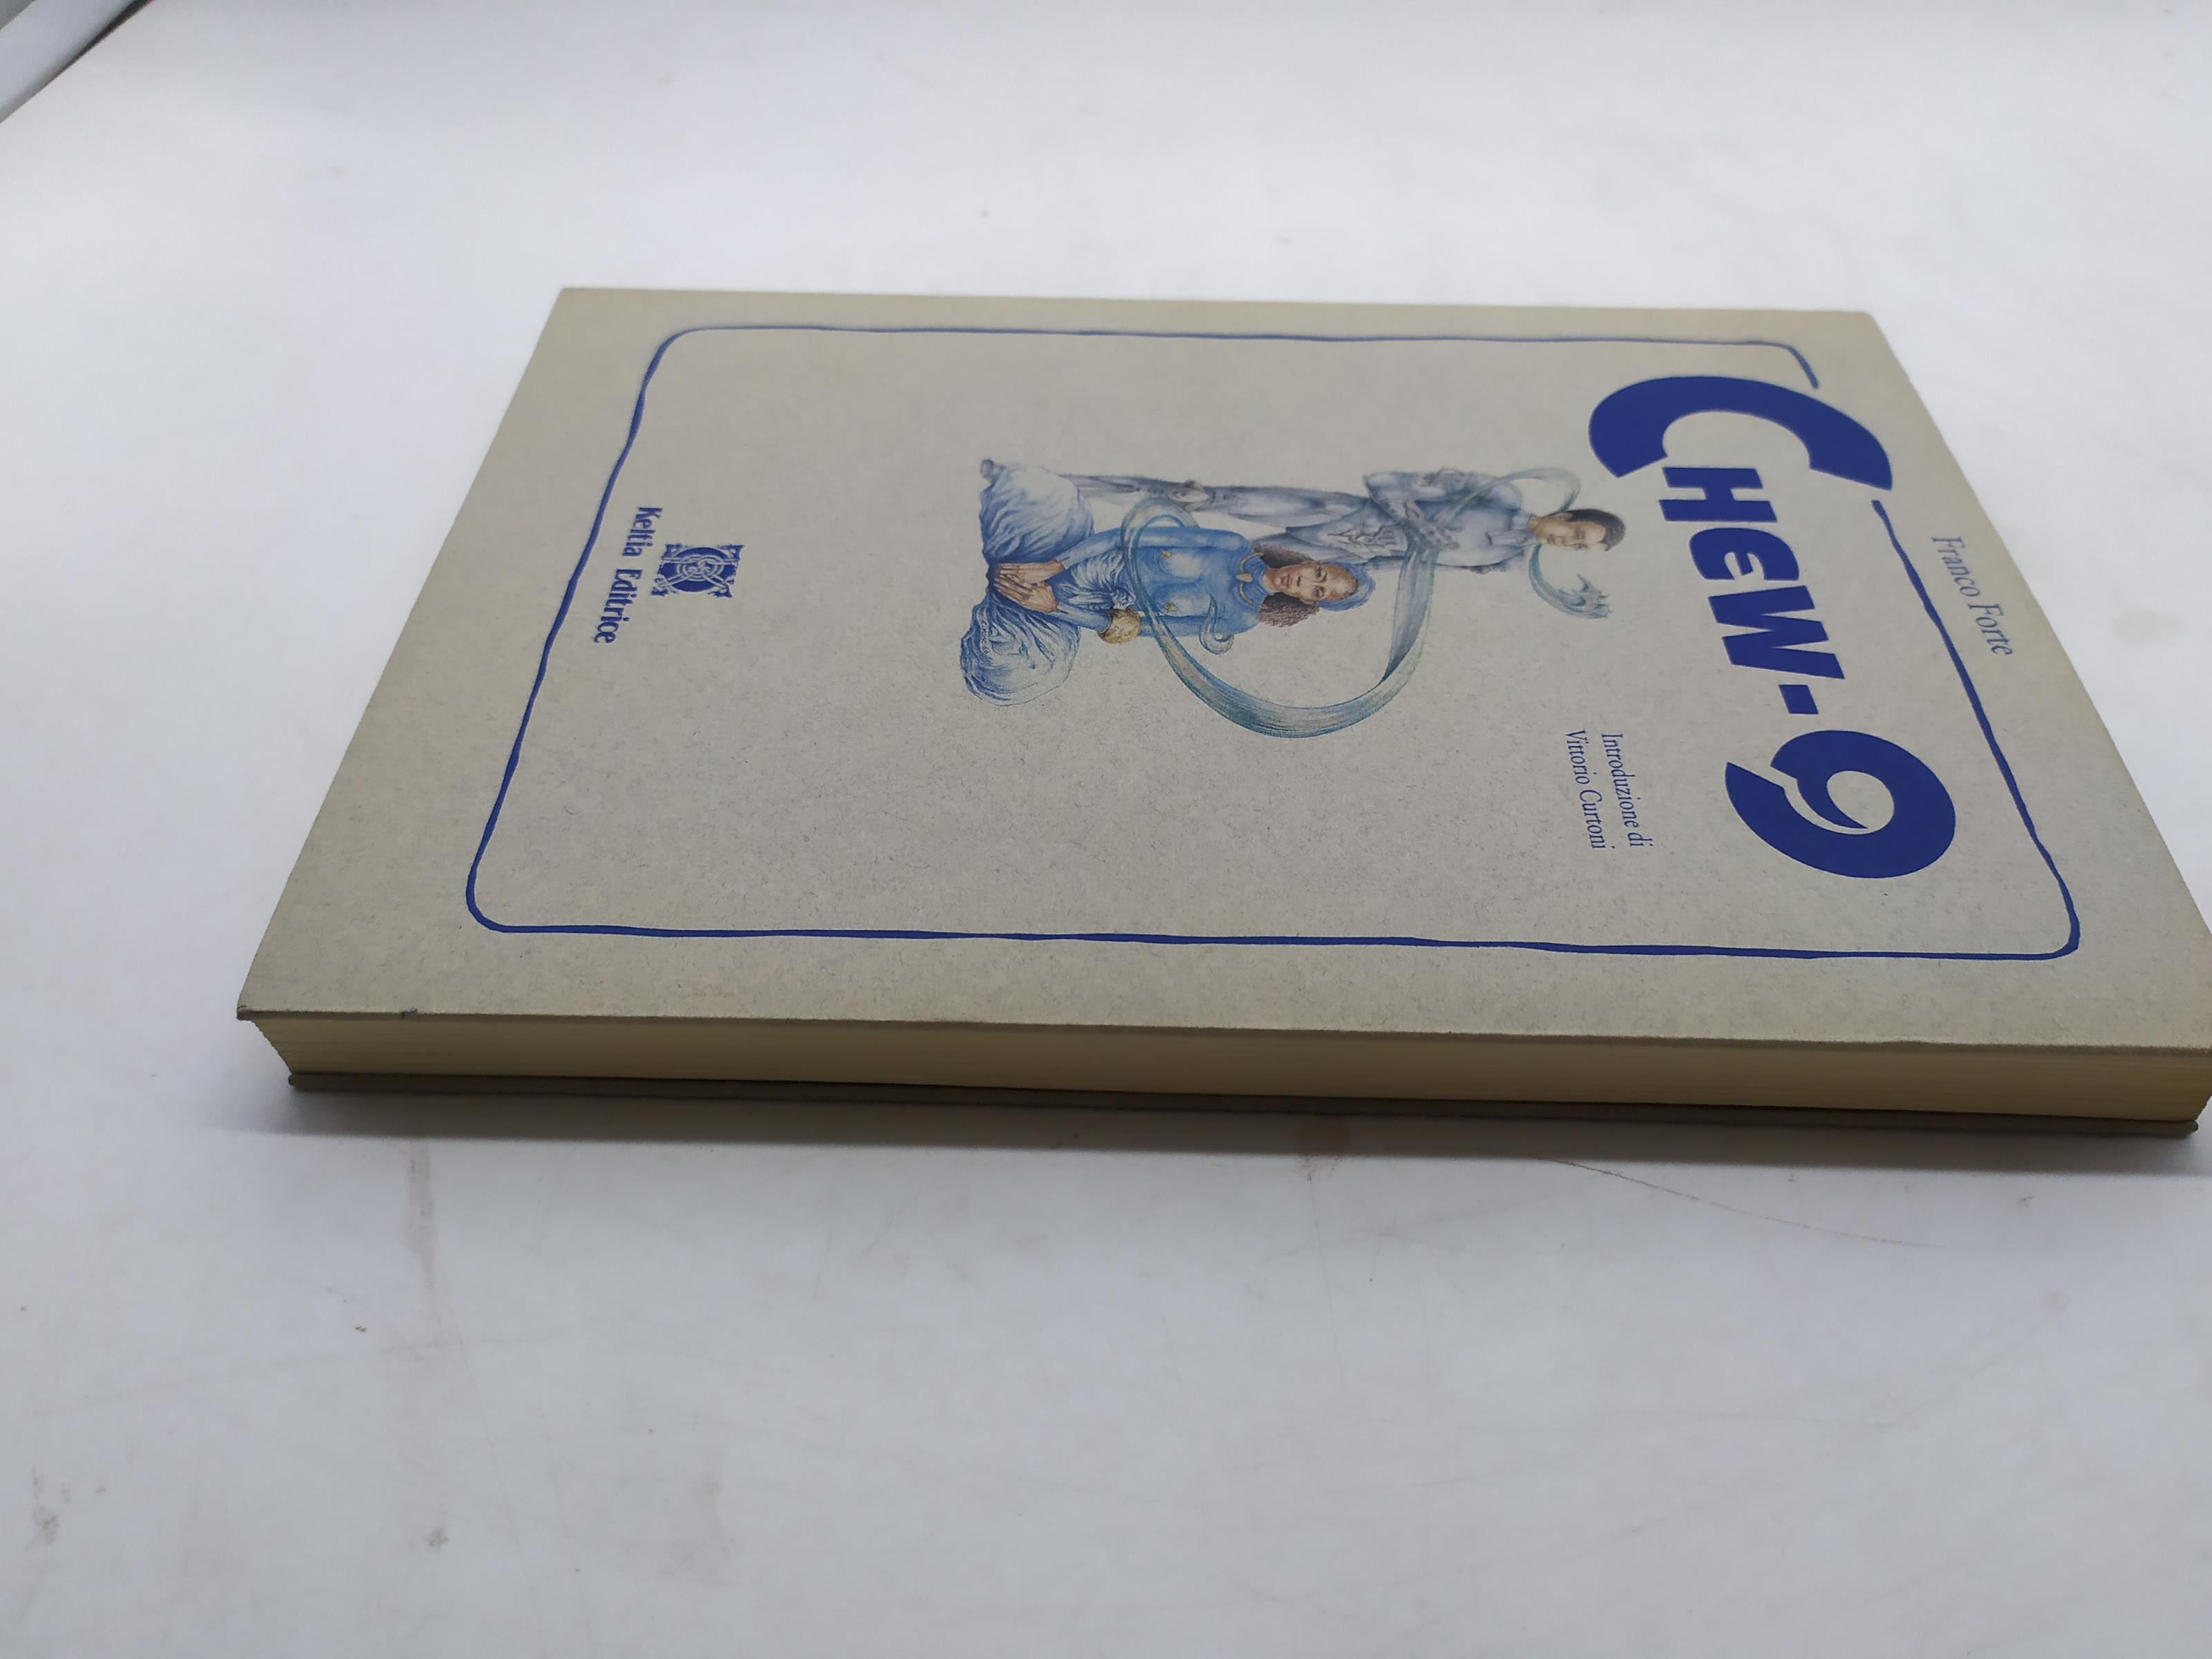 Franco Forte
CHEW-9
Introduzione di
Vittorio Curtoni
Keltia Editrice